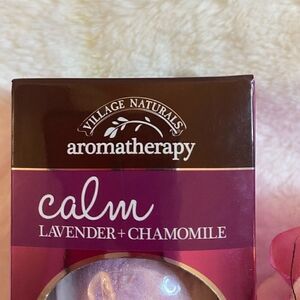 VILLAGE NATURALS
aromatherapy
calm
LAVENDER + CHAMOMILE